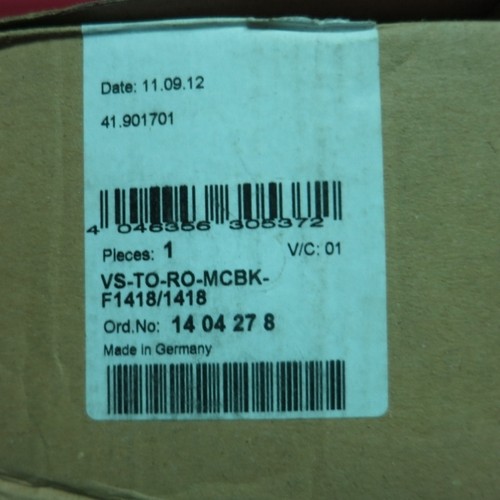 Date: 11.09.12
41.901701
4 046356 305372
Pieces: 1 V/C: 01
VS-TO-RO-MCBK-
F1418/1418
Ord.No: 14 04 27 8
Made in Germany